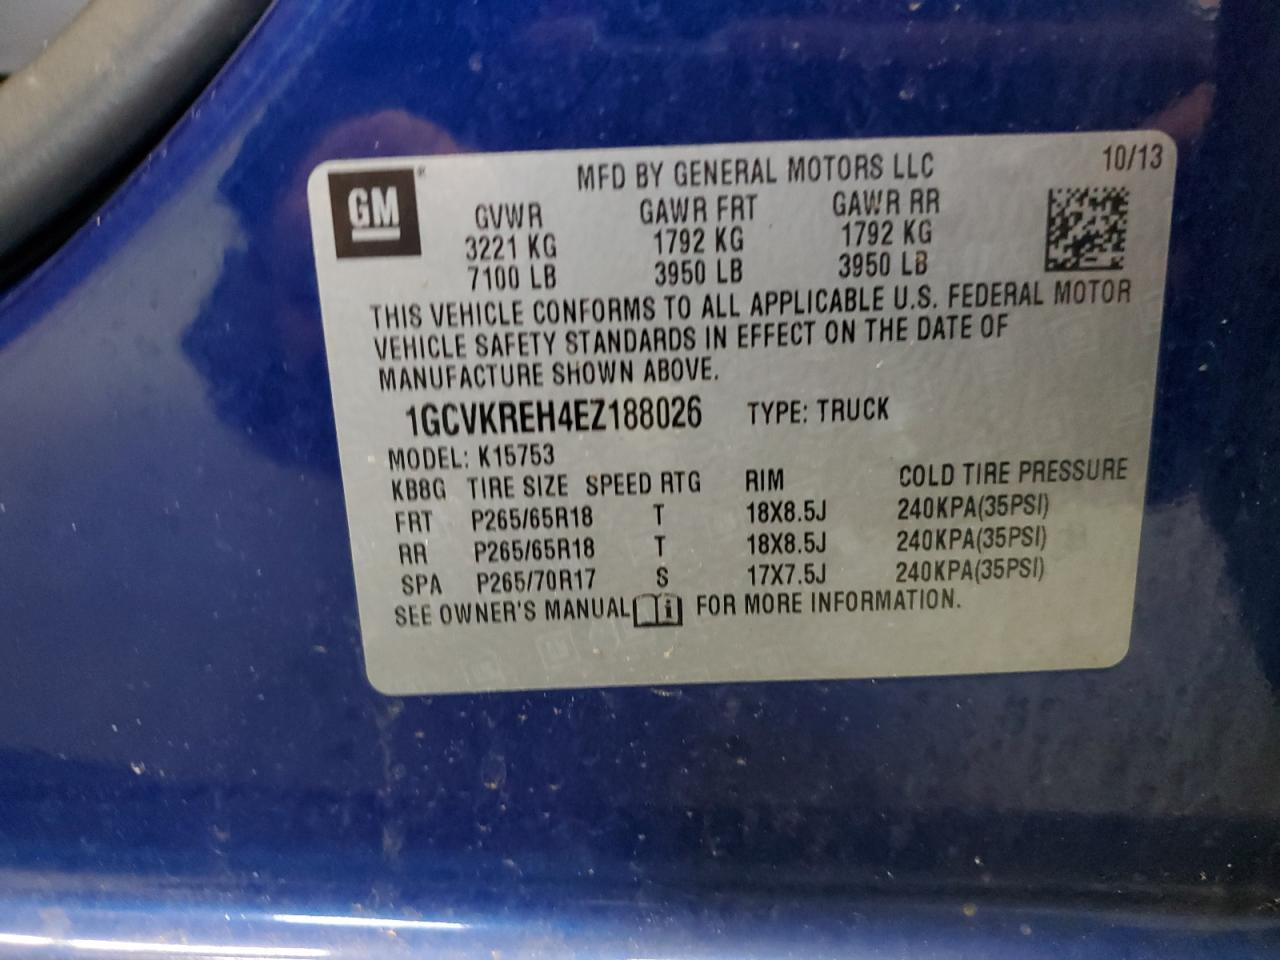 GM®
MFD BY GENERAL MOTORS LLC 10/13
GVWR GAWR FRT GAWR RR
3221 KG 1792 KG 1792 KG
7100 LB 3950 LB 3950 LB
THIS VEHICLE CONFORMS TO ALL APPLICABLE U.S. FEDERAL MOTOR
VEHICLE SAFETY STANDARDS IN EFFECT ON THE DATE OF
MANUFACTURE SHOWN ABOVE.
1GCVKREH4EZ188026 TYPE: TRUCK
MODEL: K15753
KB8G TIRE SIZE SPEED RTG RIM COLD TIRE PRESSURE
FRT P265/65R18 T 18X8.5J 240KPA(35PSI)
RR P265/65R18 T 18X8.5J 240KPA(35PSI)
SPA P265/70R17 S 17X7.5J 240KPA(35PSI)
SEE OWNER'S MANUAL i FOR MORE INFORMATION.